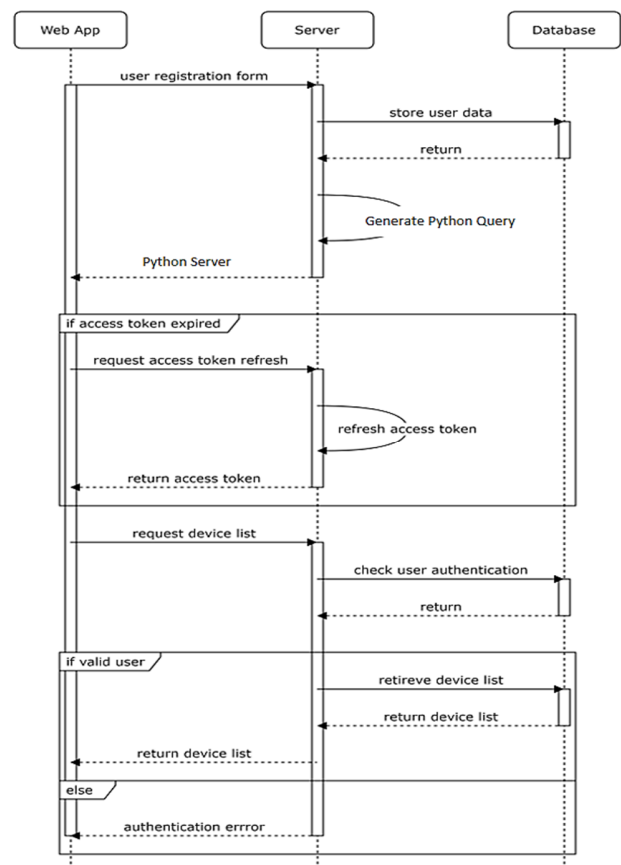 Web App
Server
Database
user registration form
store user data
return
Generate Python Query
Python Server
if access token expired
request access token refresh
refresh access token
return access token
request device list
check user authentication
return
if valid user
retireve device list
return device list
return device list
else
authentication errror